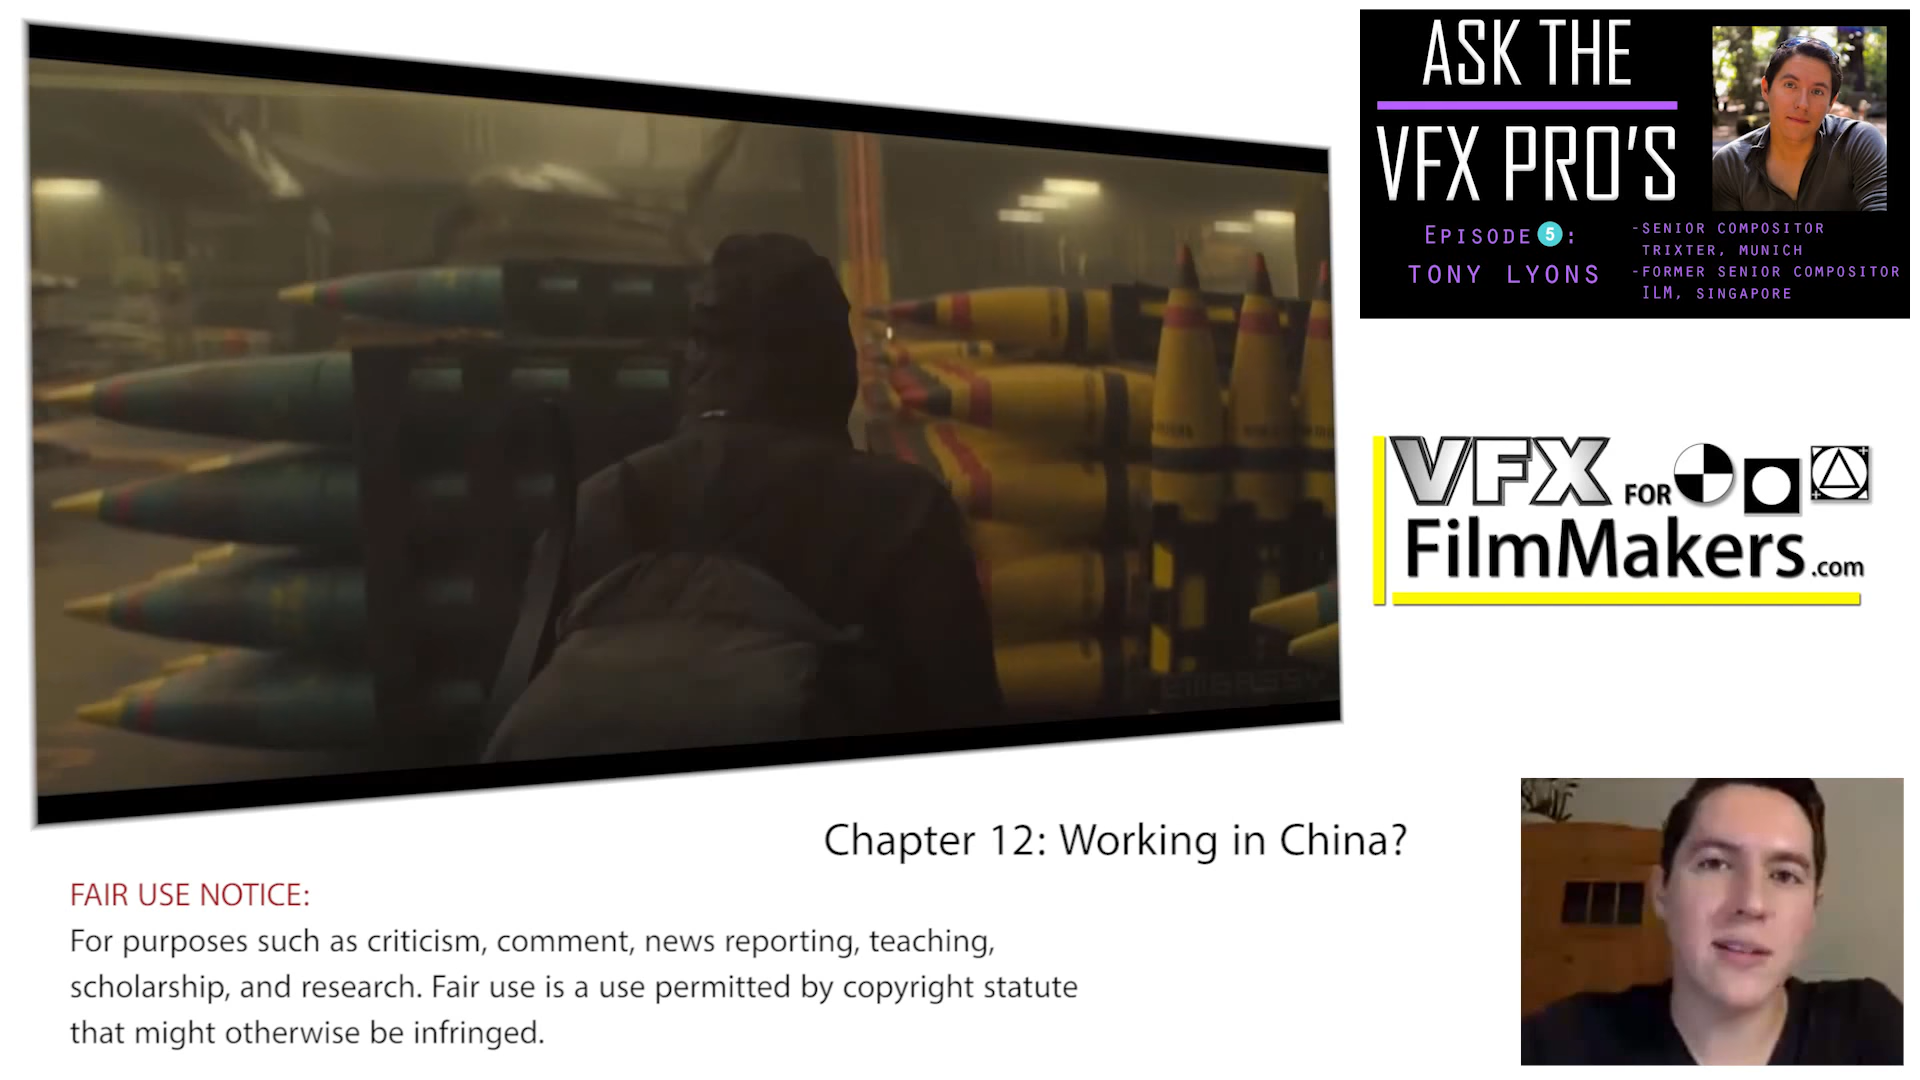 ASK THE
VFX PRO'S
EPISODE 5:
TONY LYONS
-SENIOR COMPOSITOR
TRIXTER, MUNICH
-FORMER SENIOR COMPOSITOR
ILM, SINGAPORE
VFX FOR
FilmMakers.com
EMBASSY
Chapter 12: Working in China?
FAIR USE NOTICE:
For purposes such as criticism, comment, news reporting, teaching,
scholarship, and research. Fair use is a use permitted by copyright statute
that might otherwise be infringed.